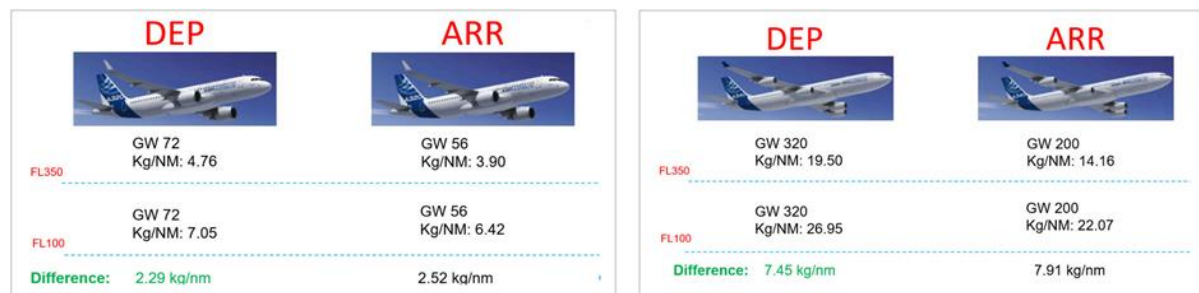 DEP ARR
GW 72 GW 56
Kg/NM: 4.76 Kg/NM: 3.90
FL350
GW 72 GW 56
Kg/NM: 7.05 Kg/NM: 6.42
FL100
Difference: 2.29 kg/nm 2.52 kg/nm
DEP ARR
GW 320 GW 200
Kg/NM: 19.50 Kg/NM: 14.16
FL350
GW 320 GW 200
Kg/NM: 26.95 Kg/NM: 22.07
FL100
Difference: 7.45 kg/nm 7.91 kg/nm